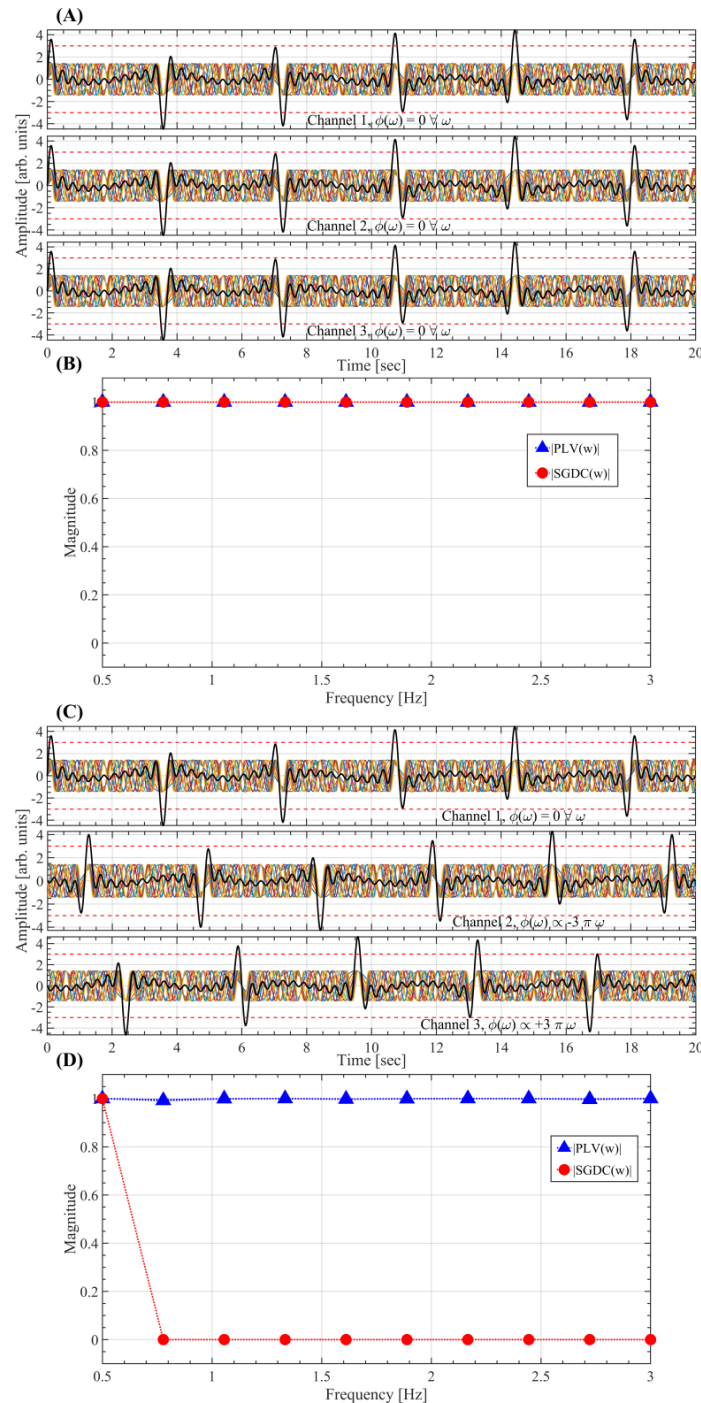 (A)
4
2
0
-2
-4
Channel 1, ϕ(ω) = 0 ∀ ω
4
2
0
-2
-4
Channel 2, ϕ(ω) = 0 ∀ ω
4
2
0
-2
-4
Channel 3, ϕ(ω) = 0 ∀ ω
Amplitude [arb. units]
0 2 4 6 8 10 12 14 16 18 20
Time [sec]
(B)
1
0.8
0.6
0.4
0.2
0
Magnitude
|PLV(w)|
|SGDC(w)|
0.5 1 1.5 2 2.5 3
Frequency [Hz]
(C)
4
2
0
-2
-4
Channel 1, ϕ(ω) = 0 ∀ ω
4
2
0
-2
-4
Channel 2, ϕ(ω) ∝ -3 π ω
4
2
0
-2
-4
Channel 3, ϕ(ω) ∝ +3 π ω
Amplitude [arb. units]
0 2 4 6 8 10 12 14 16 18 20
Time [sec]
(D)
1
0.8
0.6
0.4
0.2
0
Magnitude
|PLV(w)|
|SGDC(w)|
0.5 1 1.5 2 2.5 3
Frequency [Hz]